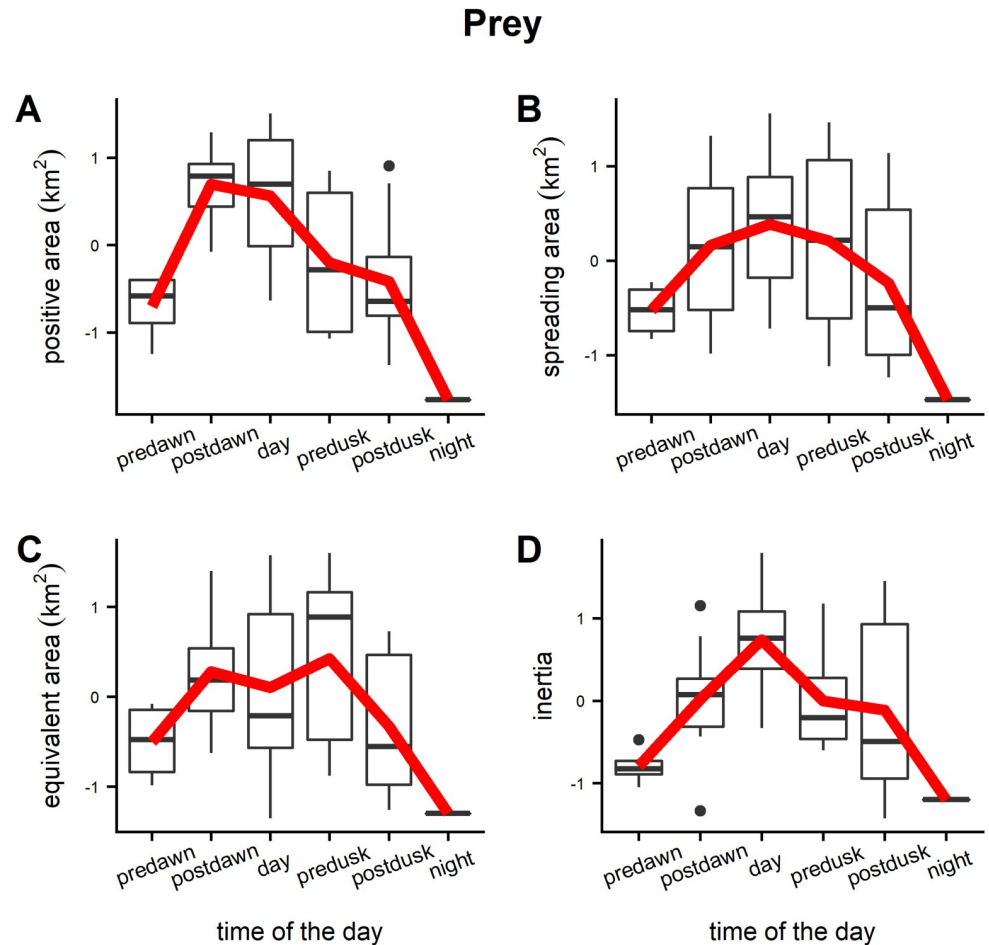 Prey
A
positive area (km²)
1
0
-1
predawn
postdawn
day
predusk
postdusk
night
B
spreading area (km²)
1
0
-1
predawn
postdawn
day
predusk
postdusk
night
C
equivalent area (km²)
1
0
-1
predawn
postdawn
day
predusk
postdusk
night
time of the day
D
inertia
1
0
-1
predawn
postdawn
day
predusk
postdusk
night
time of the day